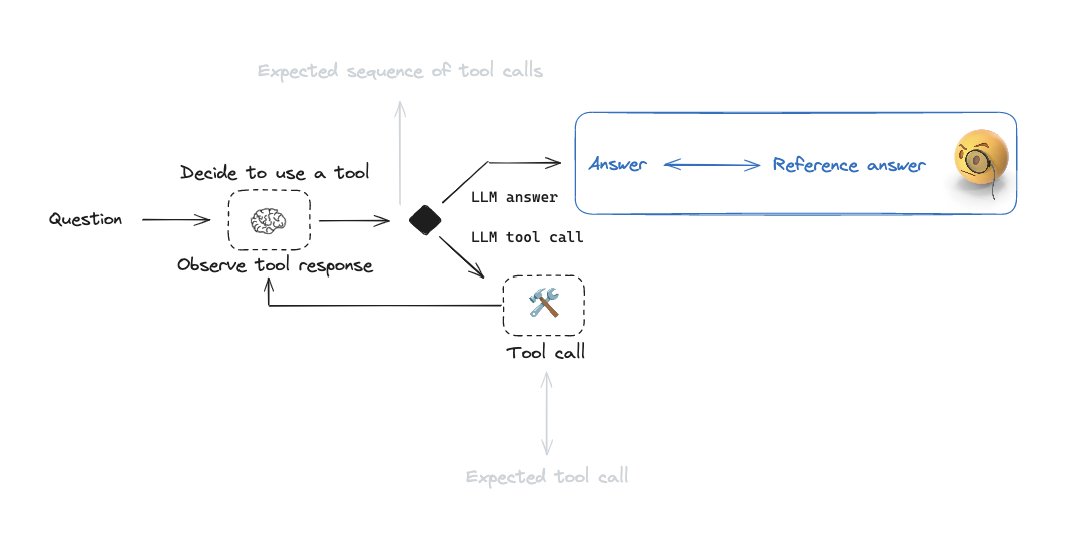 Expected sequence of tool calls
Decide to use a tool
Question
Observe tool response
LLM answer
LLM tool call
Answer
Reference answer
Tool call
Expected tool call